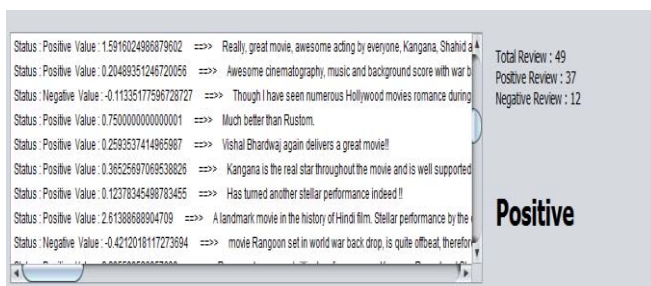 Status : Positive Value : 1.5916024986879602 ==>> Really, great movie, awesome acting by everyone, Kangana, Shahid a
Status : Positive Value : 0.20489351246720056 ==>> Awesome cinematography, music and background score with war b
Status : Negative Value : -0.11335177596728727 ==>> Though I have seen numerous Hollywood movies romance during
Status : Positive Value : 0.7500000000000001 ==>> Much better than Rustom.
Status : Positive Value : 0.2593537414965987 ==>> Vishal Bhardwaj again delivers a great movie!!
Status : Positive Value : 0.36525697069538826 ==>> Kangana is the real star throughout the movie and is well supported
Status : Positive Value : 0.12378345498783455 ==>> Has turned another stellar performance indeed !!
Status : Positive Value : 2.61388688904709 ==>> A landmark movie in the history of Hindi film. Stellar performance by the
Status : Negative Value : -0.4212018117273694 ==>> movie Rangoon set in world war back drop, is quite offbeat, therefor
Total Review : 49
Positive Review : 37
Negative Review : 12
Positive